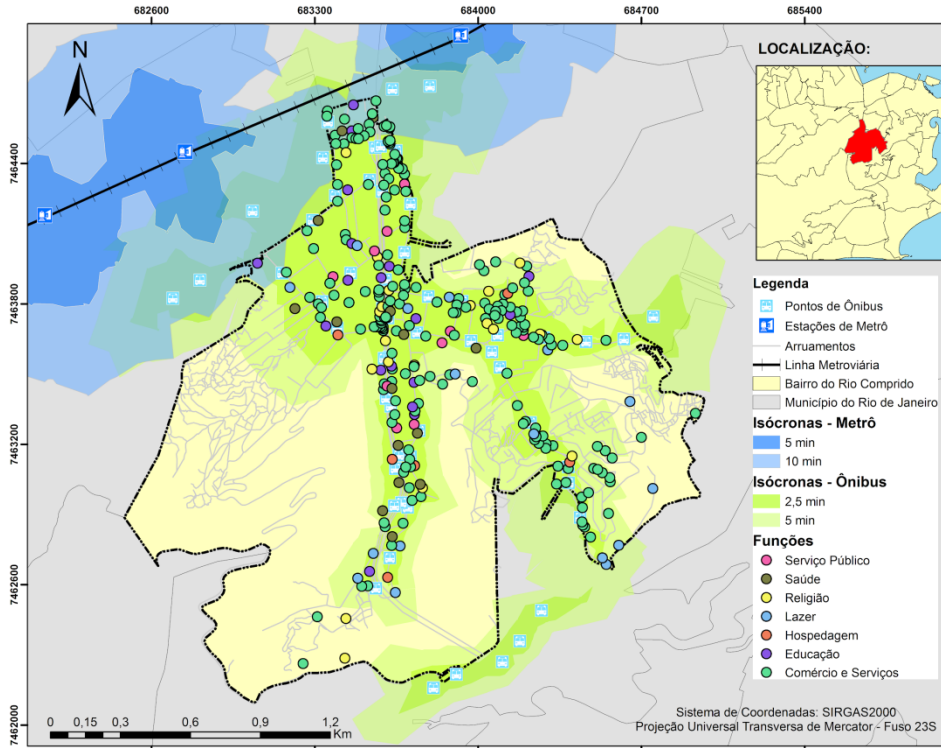 682600 683300 684000 684700 685400
N
LOCALIZAÇÃO:
7464400
7463800
7463200
7462600
7462000
Legenda
Pontos de Ônibus
Estações de Metrô
Arruamentos
Linha Metroviária
Bairro do Rio Comprido
Município do Rio de Janeiro
Isócronas - Metrô
5 min
10 min
Isócronas - Ônibus
2,5 min
5 min
Funções
Serviço Público
Saúde
Religião
Lazer
Hospedagem
Educação
Comércio e Serviços
0 0,15 0,3 0,6 0,9 1,2
Km
Sistema de Coordenadas: SIRGAS2000
Projeção Universal Transversa de Mercator - Fuso 23S